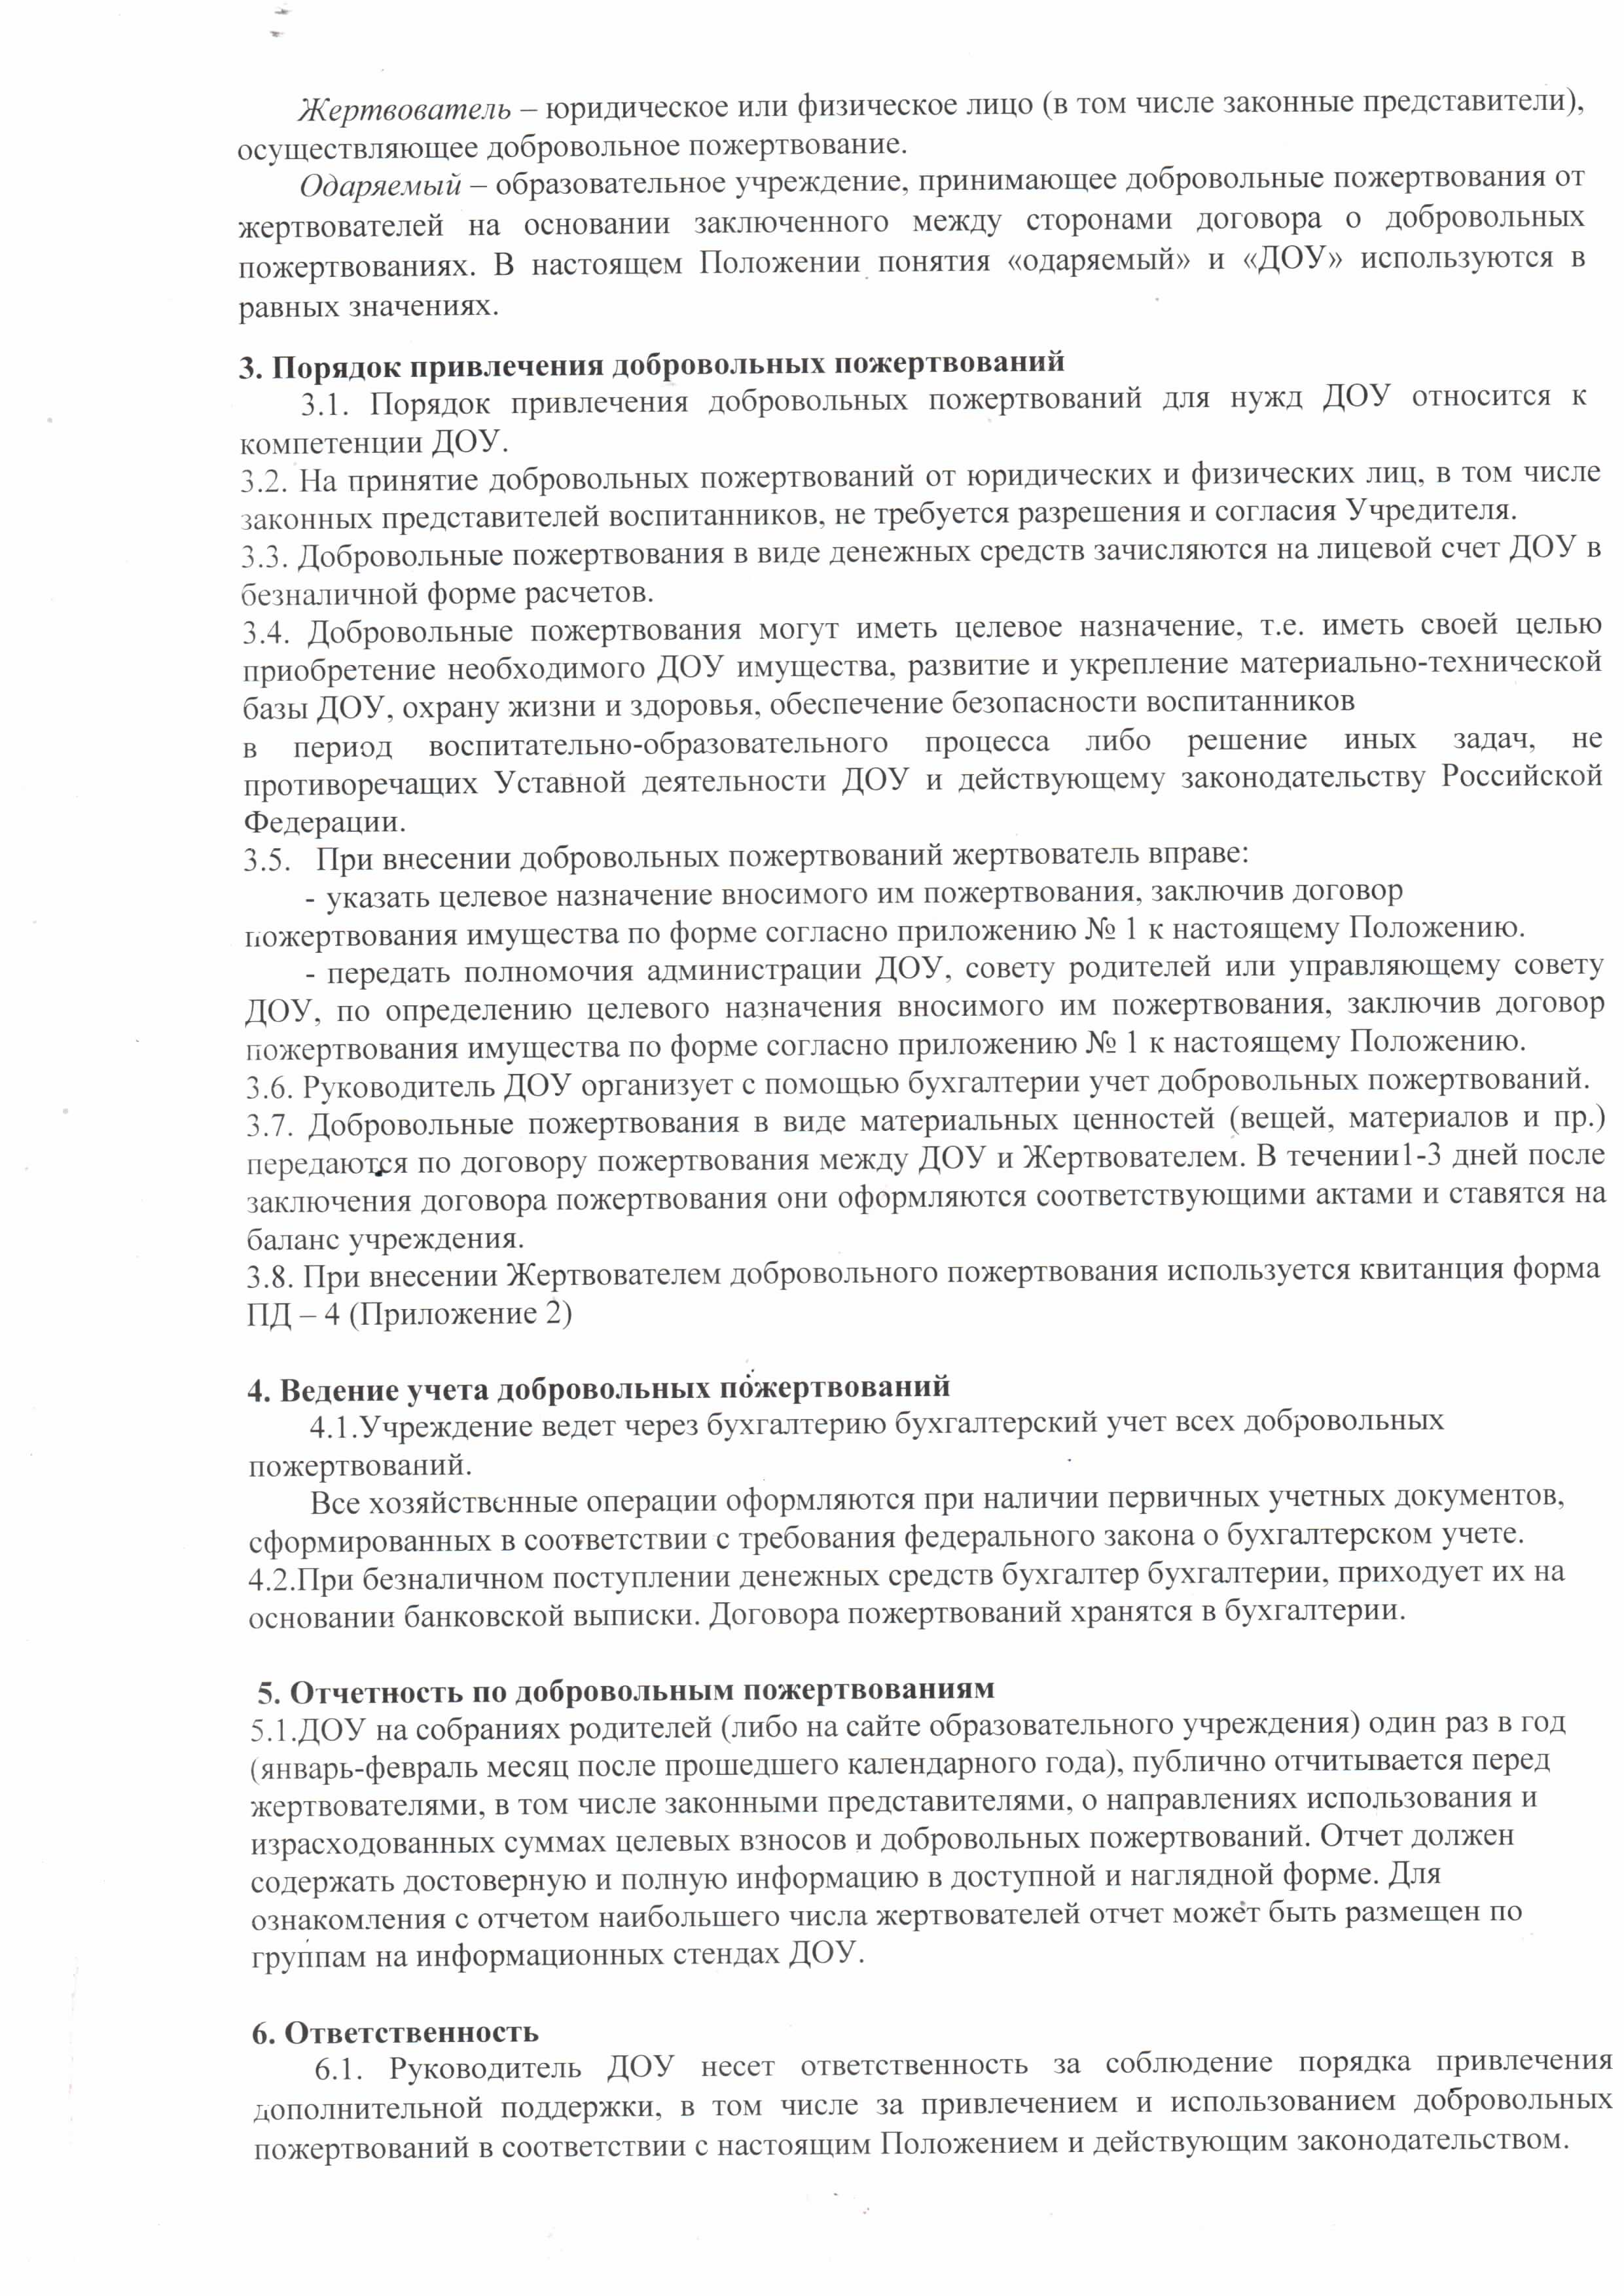 Жертвователь – юридическое или физическое лицо (в том числе законные представители),
осуществляющее добровольное пожертвование.
Одаряемый – образовательное учреждение, принимающее добровольные пожертвования от
жертвователей на основании заключенного между сторонами договора о добровольных
пожертвованиях. В настоящем Положении понятия «одаряемый» и «ДОУ» используются в
равных значениях.
3. Порядок привлечения добровольных пожертвований
3.1. Порядок привлечения добровольных пожертвований для нужд ДОУ относится к
компетенции ДОУ.
3.2. На принятие добровольных пожертвований от юридических и физических лиц, в том числе
законных представителей воспитанников, не требуется разрешения и согласия Учредителя.
3.3. Добровольные пожертвования в виде денежных средств зачисляются на лицевой счет ДОУ в
безналичной форме расчетов.
3.4. Добровольные пожертвования могут иметь целевое назначение, т.е. иметь своей целью
приобретение необходимого ДОУ имущества, развитие и укрепление материально-технической
базы ДОУ, охрану жизни и здоровья, обеспечение безопасности воспитанников
в период воспитательно-образовательного процесса либо решение иных задач, не
противоречащих Уставной деятельности ДОУ и действующему законодательству Российской
Федерации.
3.5. При внесении добровольных пожертвований жертвователь вправе:
- указать целевое назначение вносимого им пожертвования, заключив договор
пожертвования имущества по форме согласно приложению № 1 к настоящему Положению.
- передать полномочия администрации ДОУ, совету родителей или управляющему совету
ДОУ, по определению целевого назначения вносимого им пожертвования, заключив договор
пожертвования имущества по форме согласно приложению № 1 к настоящему Положению.
3.6. Руководитель ДОУ организует с помощью бухгалтерии учет добровольных пожертвований.
3.7. Добровольные пожертвования в виде материальных ценностей (вещей, материалов и пр.)
передаются по договору пожертвования между ДОУ и Жертвователем. В течении1-3 дней после
заключения договора пожертвования они оформляются соответствующими актами и ставятся на
баланс учреждения.
3.8. При внесении Жертвователем добровольного пожертвования используется квитанция форма
ПД – 4 (Приложение 2)
4. Ведение учета добровольных пожертвований
4.1.Учреждение ведет через бухгалтерию бухгалтерский учет всех добровольных
пожертвований.
Все хозяйственные операции оформляются при наличии первичных учетных документов,
сформированных в соответствии с требования федерального закона о бухгалтерском учете.
4.2.При безналичном поступлении денежных средств бухгалтер бухгалтерии, приходует их на
основании банковской выписки. Договора пожертвований хранятся в бухгалтерии.
5. Отчетность по добровольным пожертвованиям
5.1.ДОУ на собраниях родителей (либо на сайте образовательного учреждения) один раз в год
(январь-февраль месяц после прошедшего календарного года), публично отчитывается перед
жертвователями, в том числе законными представителями, о направлениях использования и
израсходованных суммах целевых взносов и добровольных пожертвований. Отчет должен
содержать достоверную и полную информацию в доступной и наглядной форме. Для
ознакомления с отчетом наибольшего числа жертвователей отчет может быть размещен по
группам на информационных стендах ДОУ.
6. Ответственность
6.1. Руководитель ДОУ несет ответственность за соблюдение порядка привлечения
дополнительной поддержки, в том числе за привлечением и использованием добровольных
пожертвований в соответствии с настоящим Положением и действующим законодательством.